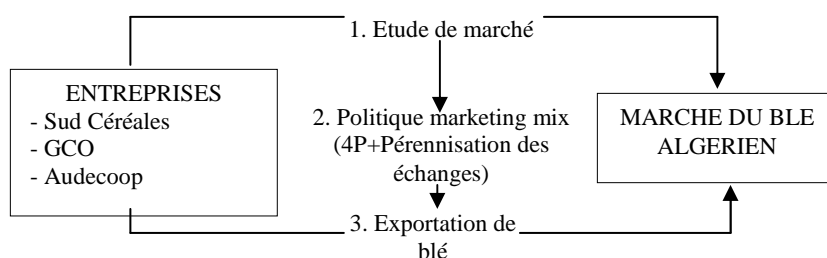 1. Etude de marché
ENTREPRISES
- Sud Céréales
- GCO
- Audecoop
2. Politique marketing mix
(4P+Pérennisation des
échanges)
MARCHE DU BLE
ALGERIEN
3. Exportation de
blé